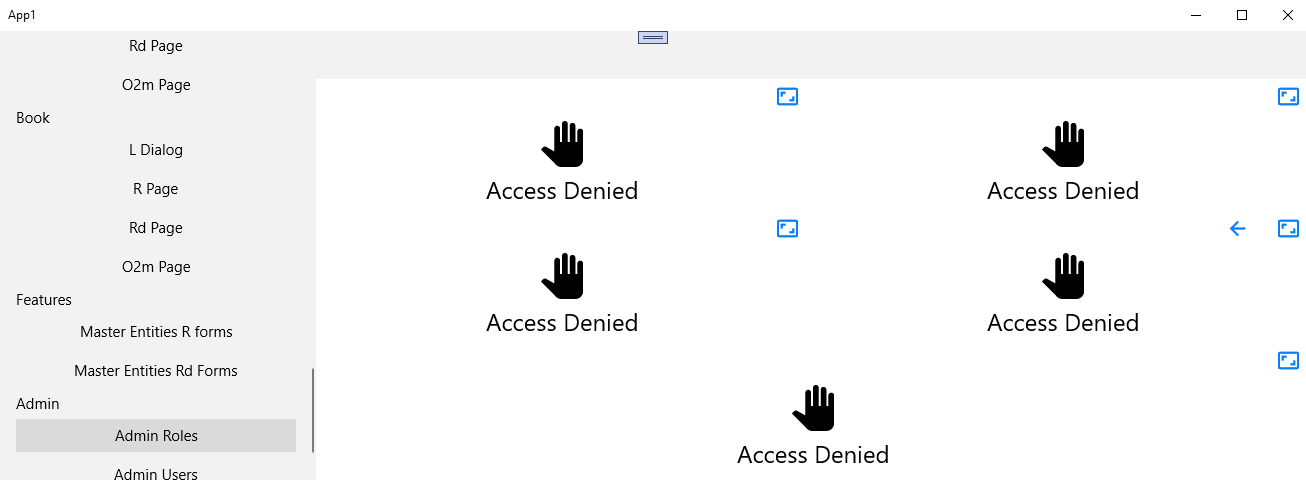 App1
Rd Page
O2m Page
Book
L Dialog
R Page
Rd Page
O2m Page
Features
Master Entities R forms
Master Entities Rd Forms
Admin
Admin Roles
Admin Users
Access Denied
Access Denied
Access Denied
Access Denied
Access Denied